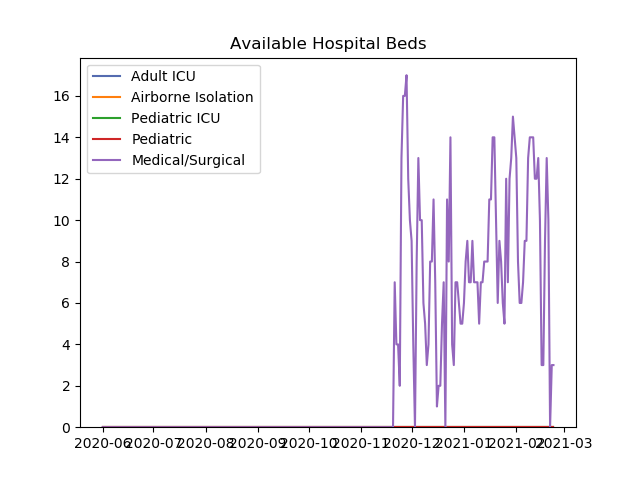 Available Hospital Beds
Adult ICU
Airborne Isolation
Pediatric ICU
Pediatric
Medical/Surgical
16
14
12
10
8
6
4
2
0
2020-06 2020-07 2020-08 2020-09 2020-10 2020-11 2020-12 2021-01 2021-02 2021-03